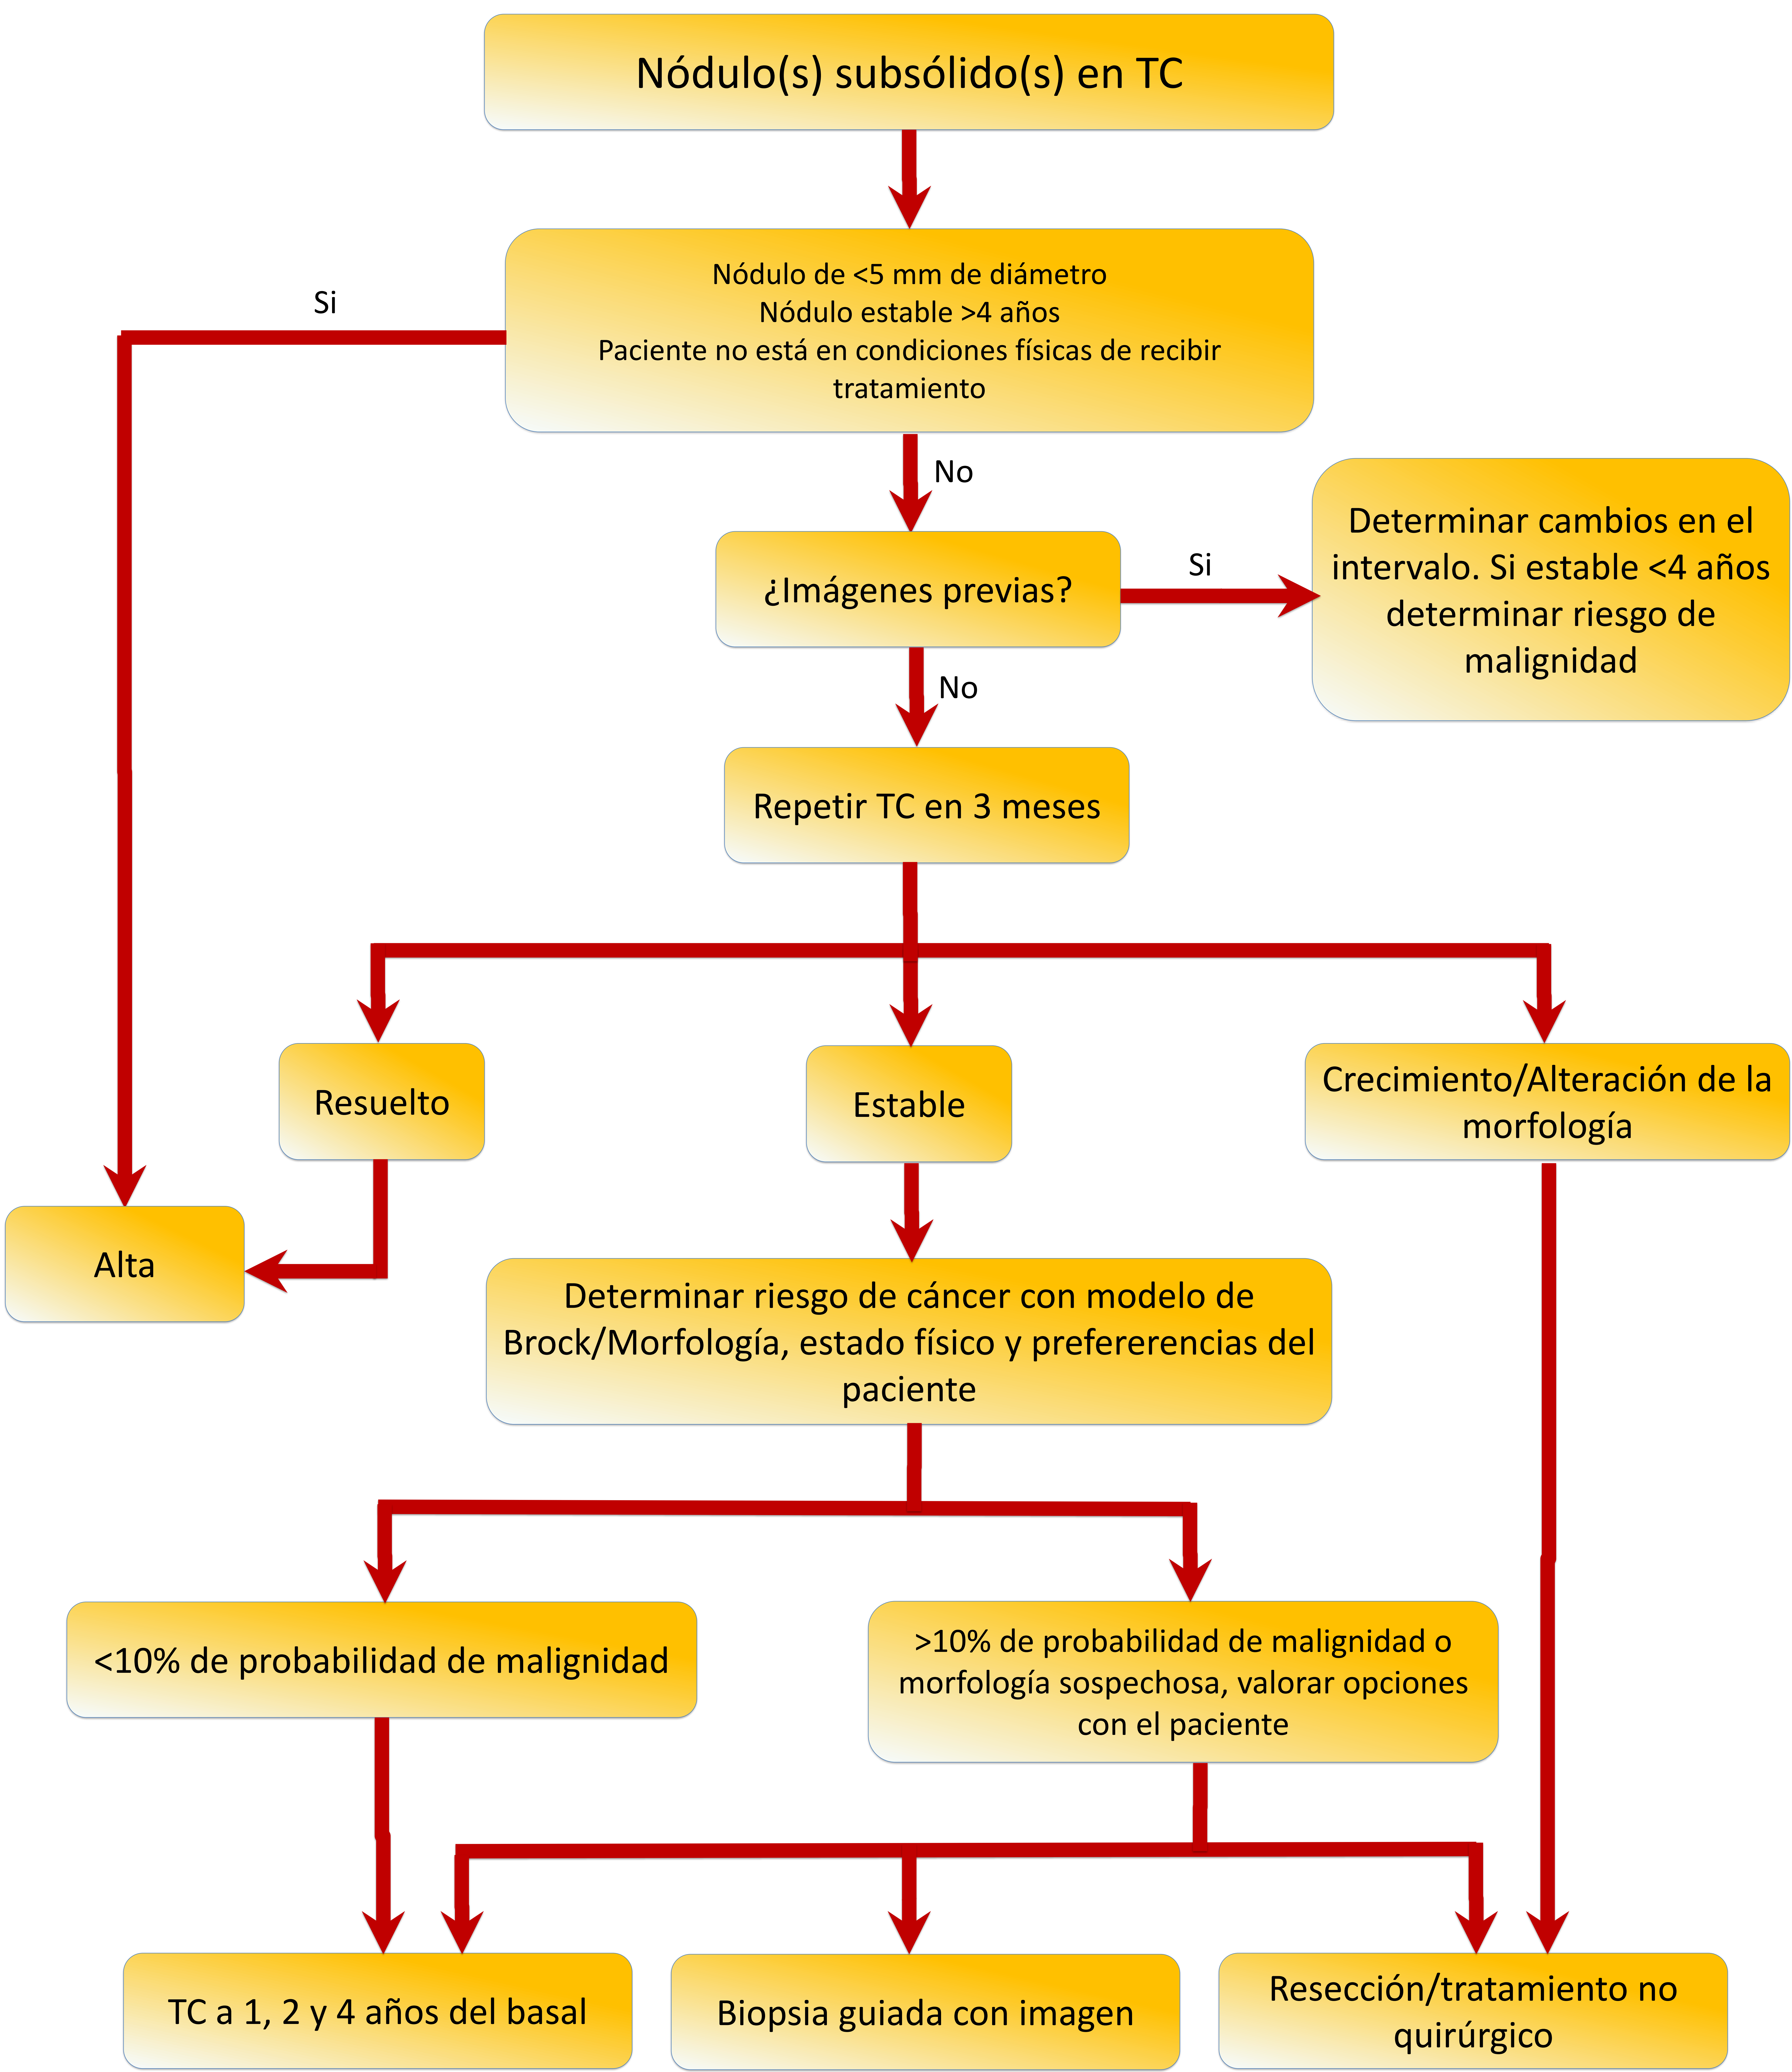 Nódulo(s) subsólido(s) en TC
Nódulo de <5 mm de diámetro
Nódulo estable >4 años
Paciente no está en condiciones físicas de recibir
tratamiento
Si
No
¿Imágenes previas?
Si
Determinar cambios en el
intervalo. Si estable <4 años
determinar riesgo de
malignidad
No
Repetir TC en 3 meses
Resuelto
Estable
Crecimiento/Alteración de la
morfología
Alta
Determinar riesgo de cáncer con modelo de
Brock/Morfología, estado físico y prefererencias del
paciente
<10% de probabilidad de malignidad
>10% de probabilidad de malignidad o
morfología sospechosa, valorar opciones
con el paciente
TC a 1, 2 y 4 años del basal
Biopsia guiada con imagen
Resección/tratamiento no
quirúrgico